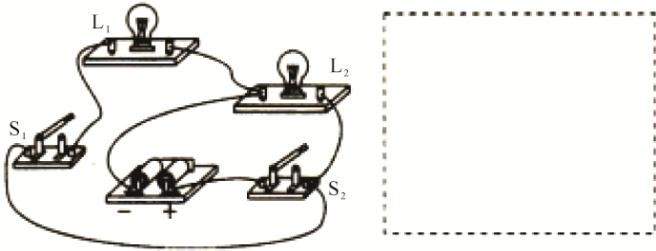 L₁
L₂
S₁
S₂
− +